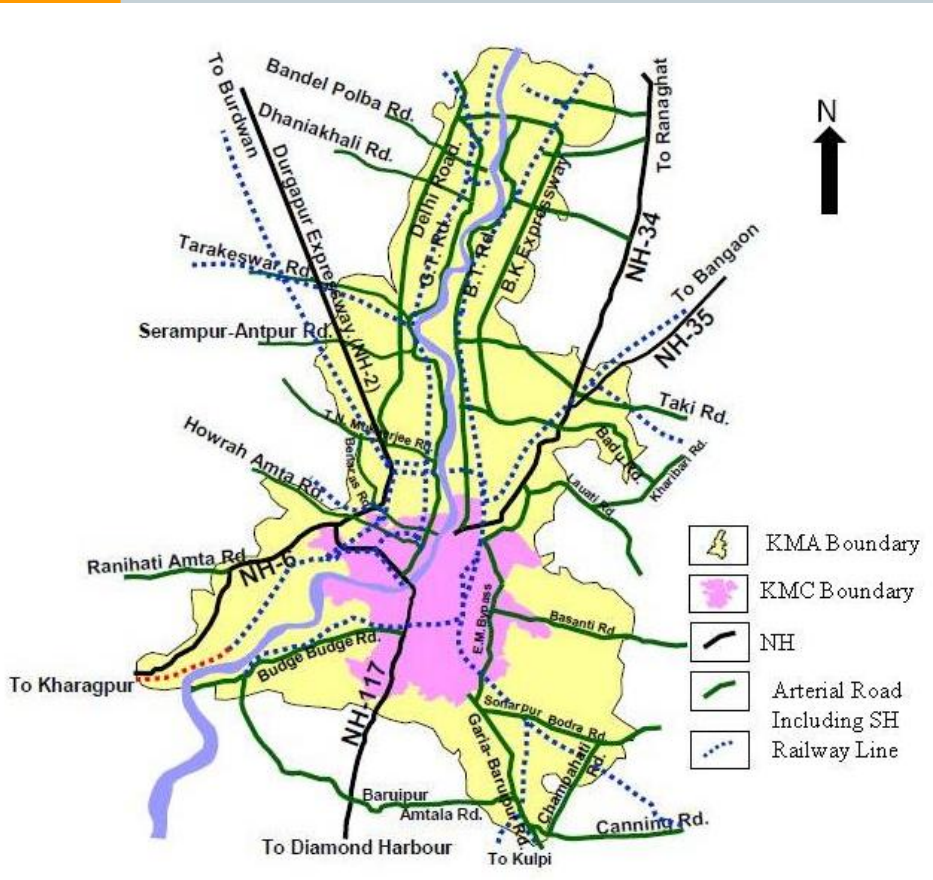 To Burdwan
Bandel Polba Rd.
Dhaniakhali Rd.
Durgapur Expressway (NH-2)
Delhi Road.
G.T. Rd.
B.T. Rd.
B.K.Expressway
To Ranaghat
N
NH-34
To Bangaon
NH-35
Tarakeswar Rd.
Serampur-Antpur Rd.
T.N. Mukherjee Rd
Howrah Amta Rd.
Taki Rd.
Badu Rd.
Kharibari Rd.
Lauati Rd
Ranihati Amta Rd
NH-6
E.M.Bypass
Basanti Rd
Budge Budge Rd.
To Kharagpur
NH-117
Sonarpur Bodra Rd.
Garia- Baruipur Rd.
Champahati
Rd.
Baruipur
Amtala Rd.
Canning Rd.
To Diamond Harbour
To Kulpi
KMA Boundary
KMC Boundary
NH
Arterial Road
Including SH
Railway Line